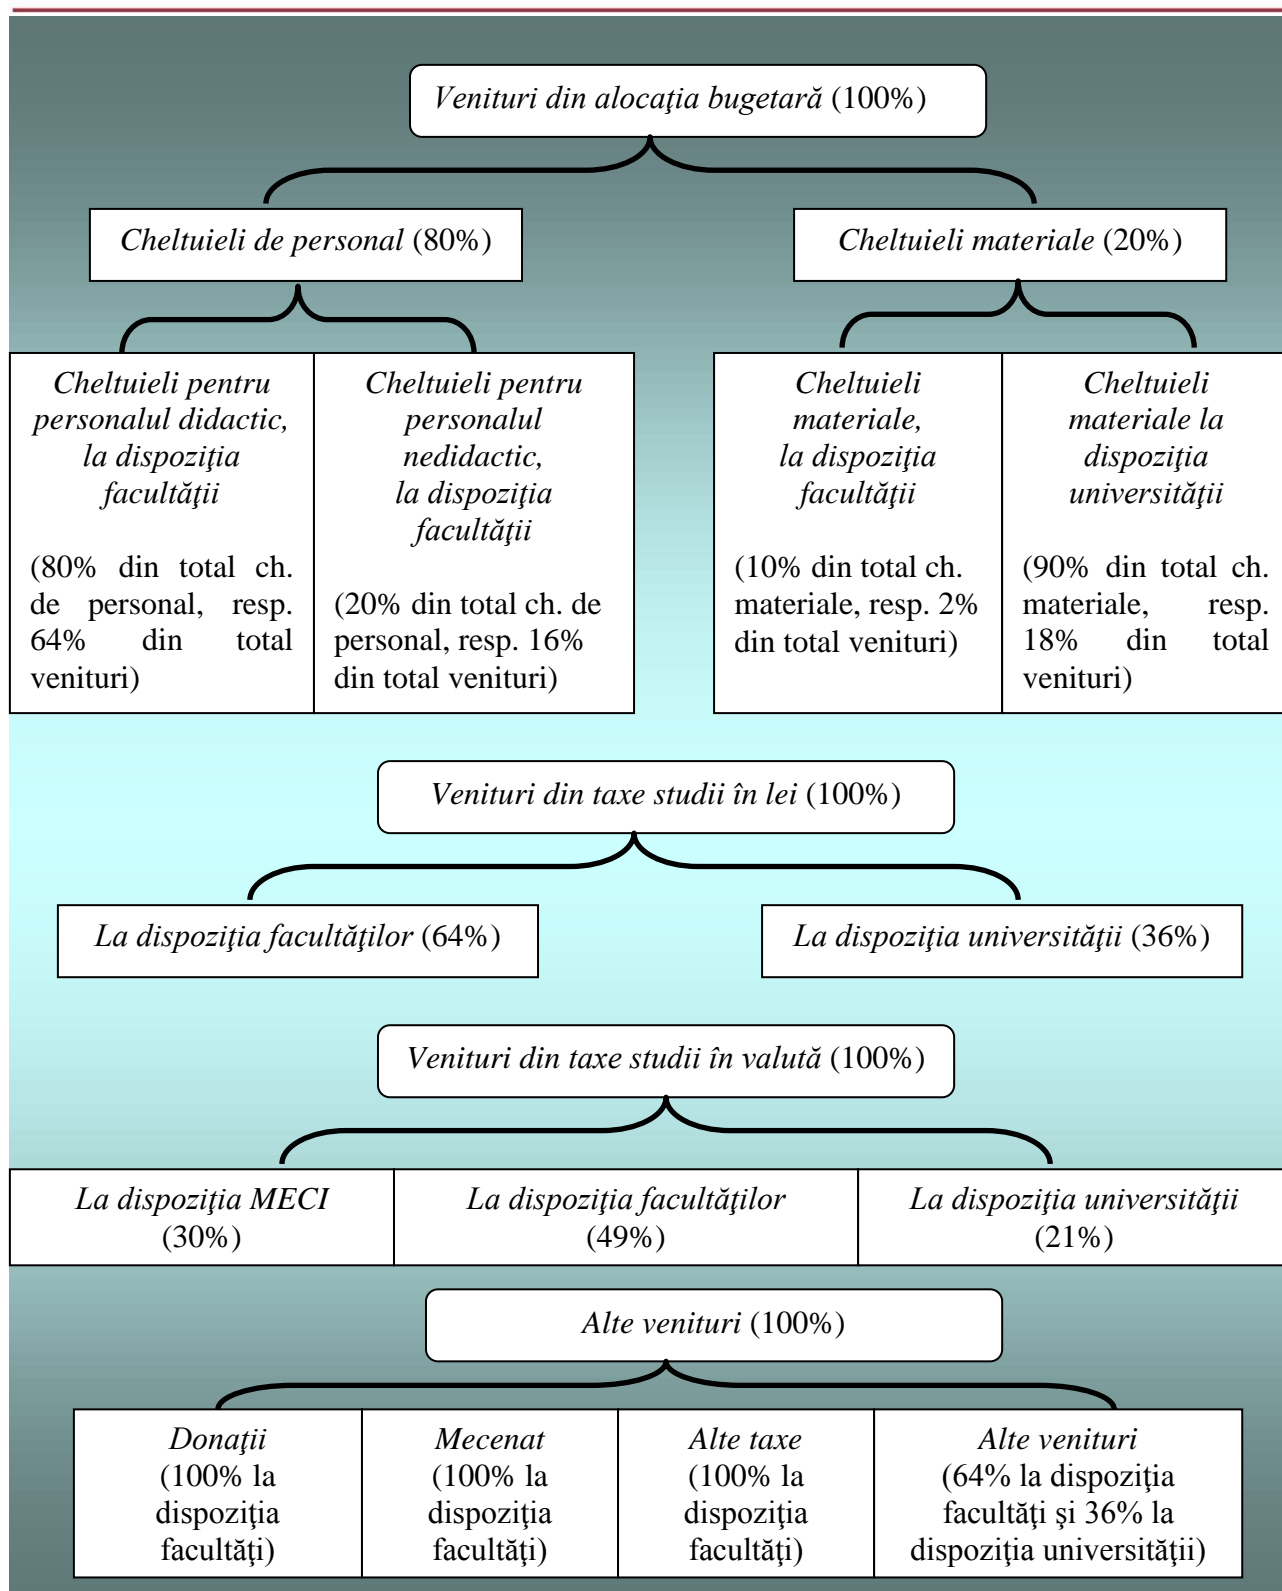 Venituri din alocaţia bugetară (100%)
Cheltuieli de personal (80%)
Cheltuieli materiale (20%)
Cheltuieli pentru
personalul didactic,
la dispoziţia
facultăţii
(80% din total ch.
de personal, resp.
64% din total
venituri)
Cheltuieli pentru
personalul
nedidactic,
la dispoziţia
facultăţii
(20% din total ch. de
personal, resp. 16%
din total venituri)
Cheltuieli
materiale,
la dispoziţia
facultăţii
(10% din total ch.
materiale, resp. 2%
din total venituri)
Cheltuieli
materiale la
dispoziţia
universităţii
(90% din total ch.
materiale, resp.
18% din total
venituri)
Venituri din taxe studii în lei (100%)
La dispoziţia facultăţilor (64%)
La dispoziţia universităţii (36%)
Venituri din taxe studii în valută (100%)
La dispoziţia MECI
(30%)
La dispoziţia facultăţilor
(49%)
La dispoziţia universităţii
(21%)
Alte venituri (100%)
Donaţii
(100% la
dispoziţia
facultăţi)
Mecenat
(100% la
dispoziţia
facultăţi)
Alte taxe
(100% la
dispoziţia
facultăţi)
Alte venituri
(64% la dispoziţia
facultăţi şi 36% la
dispoziţia universităţii)